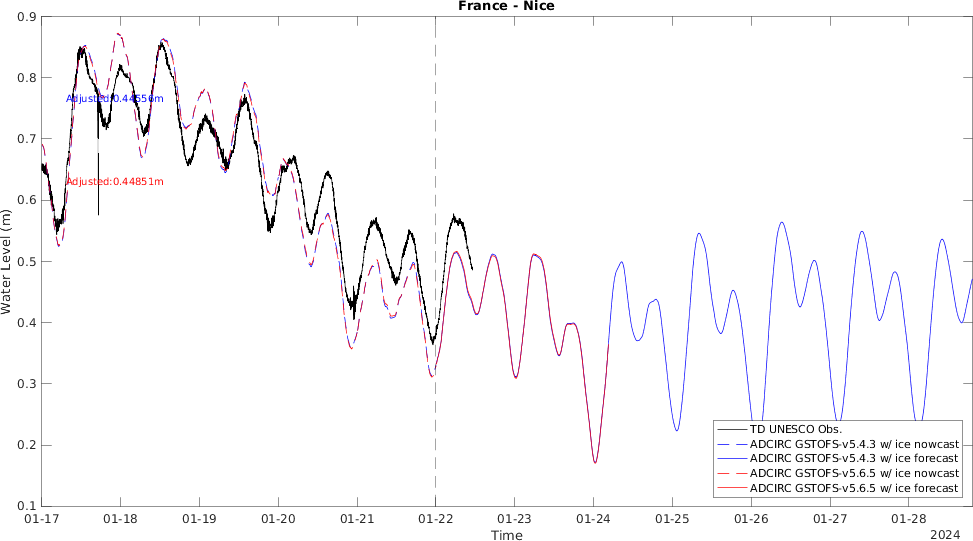 France - Nice
0.9
0.8
0.7
0.6
0.5
0.4
0.3
0.2
0.1
Water Level (m)
Adjusted:0.44556m
Adjusted:0.44851m
TD UNESCO Obs.
ADCIRC GSTOFS-v5.4.3 w/ ice nowcast
ADCIRC GSTOFS-v5.4.3 w/ ice forecast
ADCIRC GSTOFS-v5.6.5 w/ ice nowcast
ADCIRC GSTOFS-v5.6.5 w/ ice forecast
01-17 01-18 01-19 01-20 01-21 01-22 01-23 01-24 01-25 01-26 01-27 01-28
Time
2024